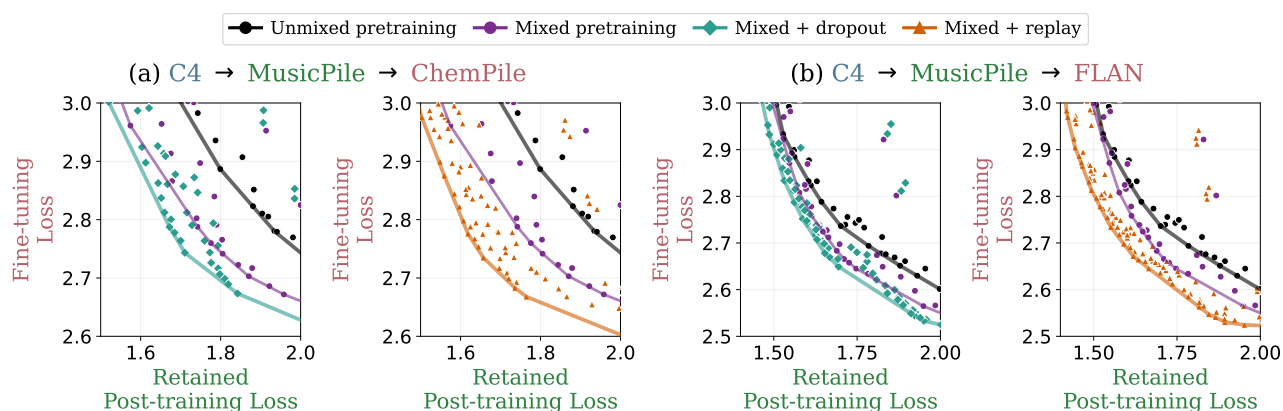 Unmixed pretraining Mixed pretraining Mixed + dropout Mixed + replay
(a) C4 → MusicPile → ChemPile
(b) C4 → MusicPile → FLAN
Fine-tuning
Loss
3.0
2.9
2.8
2.7
2.6
1.6 1.8 2.0
Retained
Post-training Loss
Fine-tuning
Loss
3.0
2.9
2.8
2.7
2.6
1.6 1.8 2.0
Retained
Post-training Loss
Fine-tuning
Loss
3.0
2.9
2.8
2.7
2.6
2.5
1.50 1.75 2.00
Retained
Post-training Loss
Fine-tuning
Loss
3.0
2.9
2.8
2.7
2.6
2.5
1.50 1.75 2.00
Retained
Post-training Loss